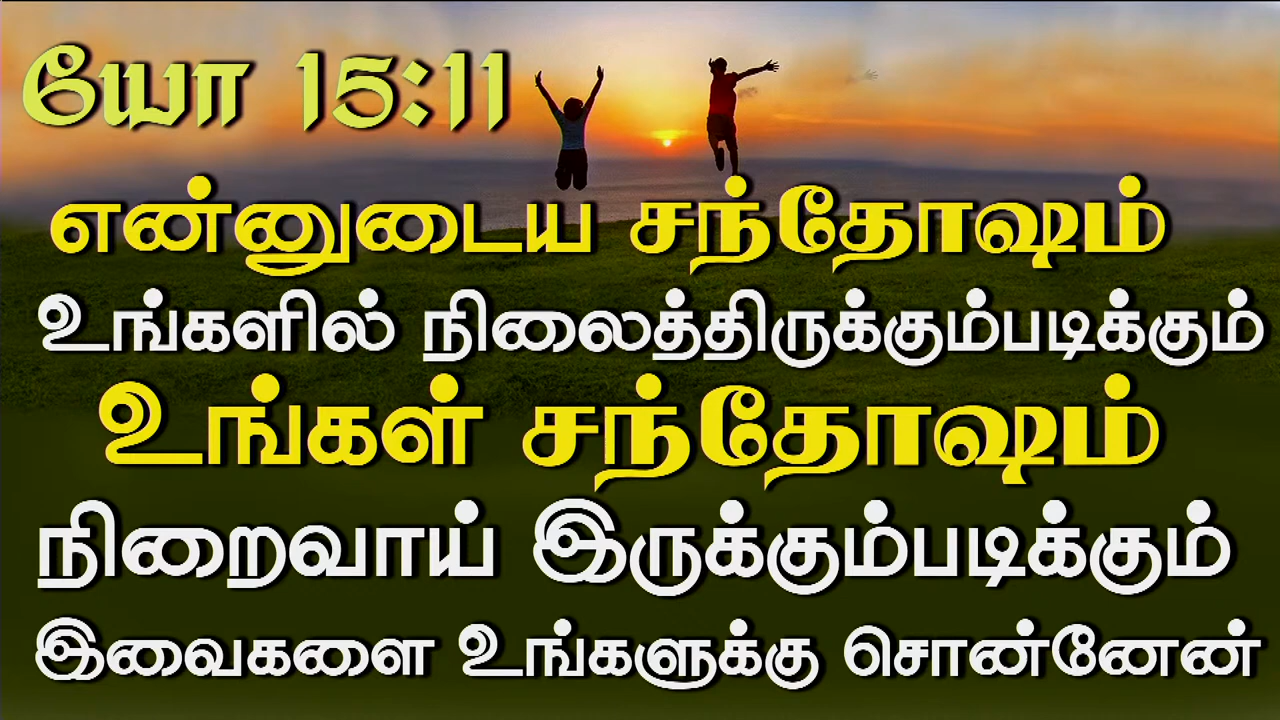 யோ 15:11
என்னுடைய சந்தோஷம்
உங்களில் நிலைத்திருக்கும்படிக்கும்
உங்கள் சந்தோஷம்
நிறைவாய் இருக்கும்படிக்கும்
இவைகளை உங்களுக்கு சொன்னேன்